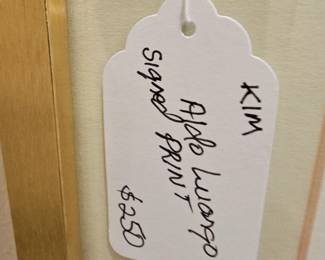 KIM
Aldo Luongo
Signed PRINT
$250